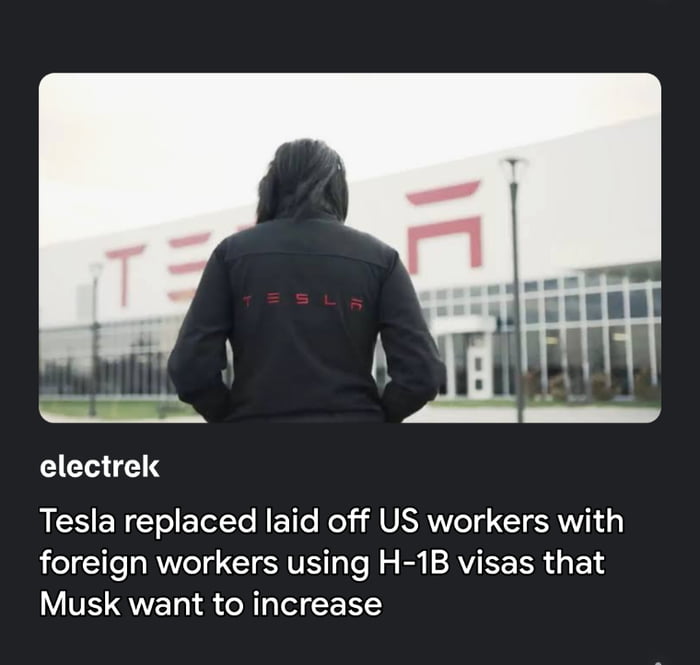 TESLA
TESLA
electrek
Tesla replaced laid off US workers with
foreign workers using H-1B visas that
Musk want to increase